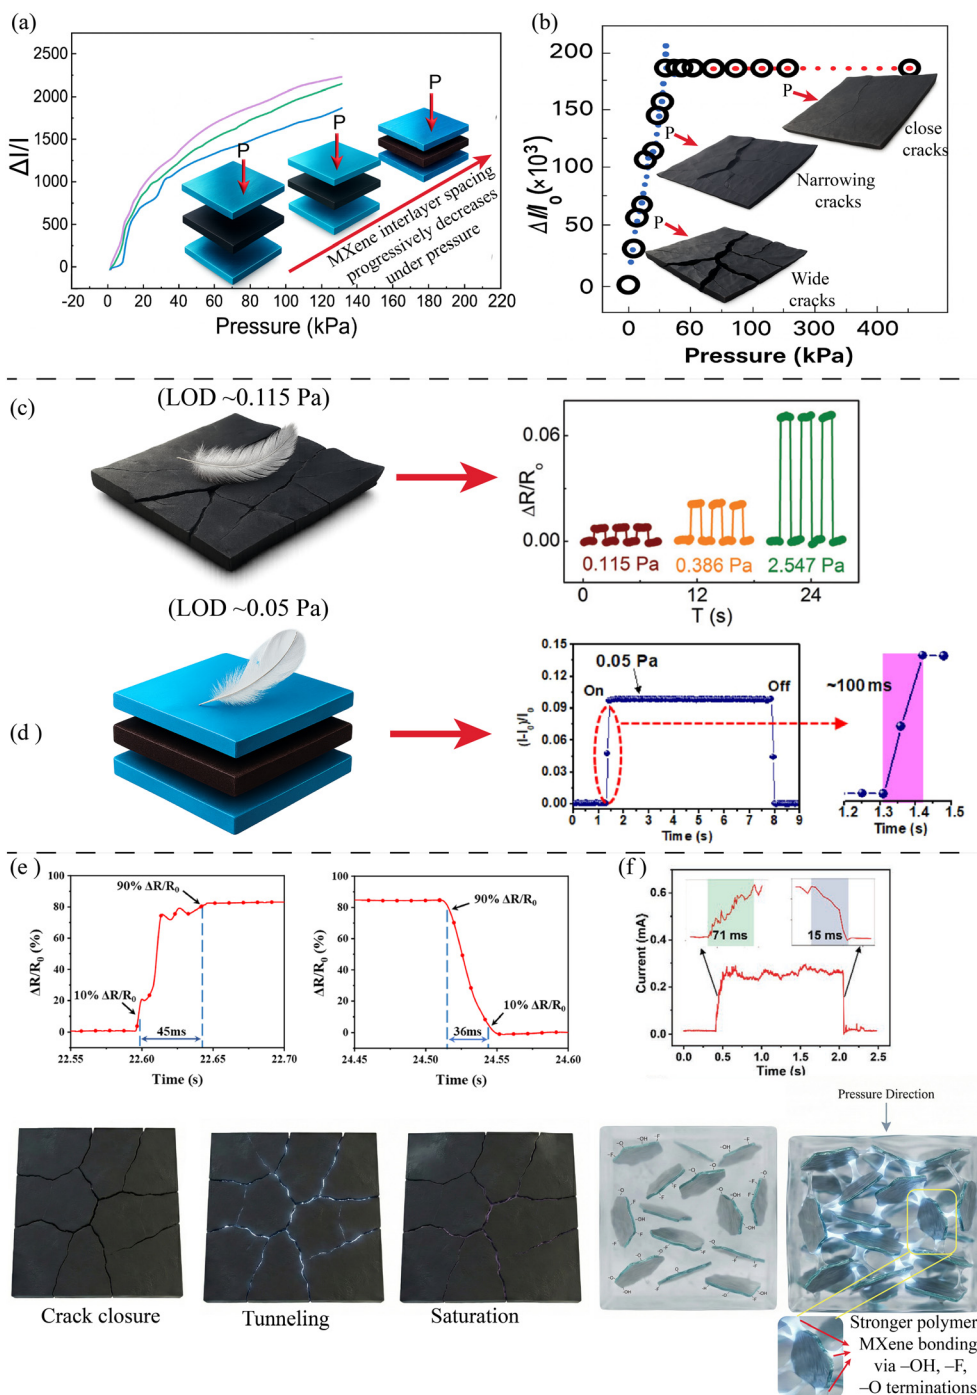 (a)
2500
2000
1500
1000
500
0
ΔI/I
-20 0 20 40 60 80 100 120 140 160 180 200 220
Pressure (kPa)
P
P
P
MXene interlayer spacing
progressively decreases
under pressure
(b)
200
150
100
50
0
ΔI/I₀ (×10³)
0 60 100 300 400
Pressure (kPa)
P
close
cracks
P
Narrowing
cracks
P
Wide
cracks
(c)
(LOD ~0.115 Pa)
0.06
0.00
ΔR/R₀
0.115 Pa 0.386 Pa 2.547 Pa
0 12 24
T (s)
(LOD ~0.05 Pa)
(d )
0.15
0.12
0.09
0.06
0.03
0.00
(I-I₀)/I₀
0.05 Pa
On
Off
0 1 2 3 4 5 6 7 8 9
Time (s)
~100 ms
1.2 1.3 1.4 1.5
Time (s)
(e )
100
80
60
40
20
0
ΔR/R₀ (%)
90% ΔR/R₀
10% ΔR/R₀
45ms
22.55 22.60 22.65 22.70
Time (s)
100
80
60
40
20
0
ΔR/R₀ (%)
90% ΔR/R₀
10% ΔR/R₀
36ms
24.45 24.50 24.55 24.60
Time (s)
(f )
0.6
0.4
0.2
0.0
Current (mA)
71 ms
15 ms
0.0 0.5 1.0 1.5 2.0 2.5
Time (s)
Crack closure
Tunneling
Saturation
Pressure Direction
Stronger polymer
MXene bonding
via –OH, –F,
–O terminations